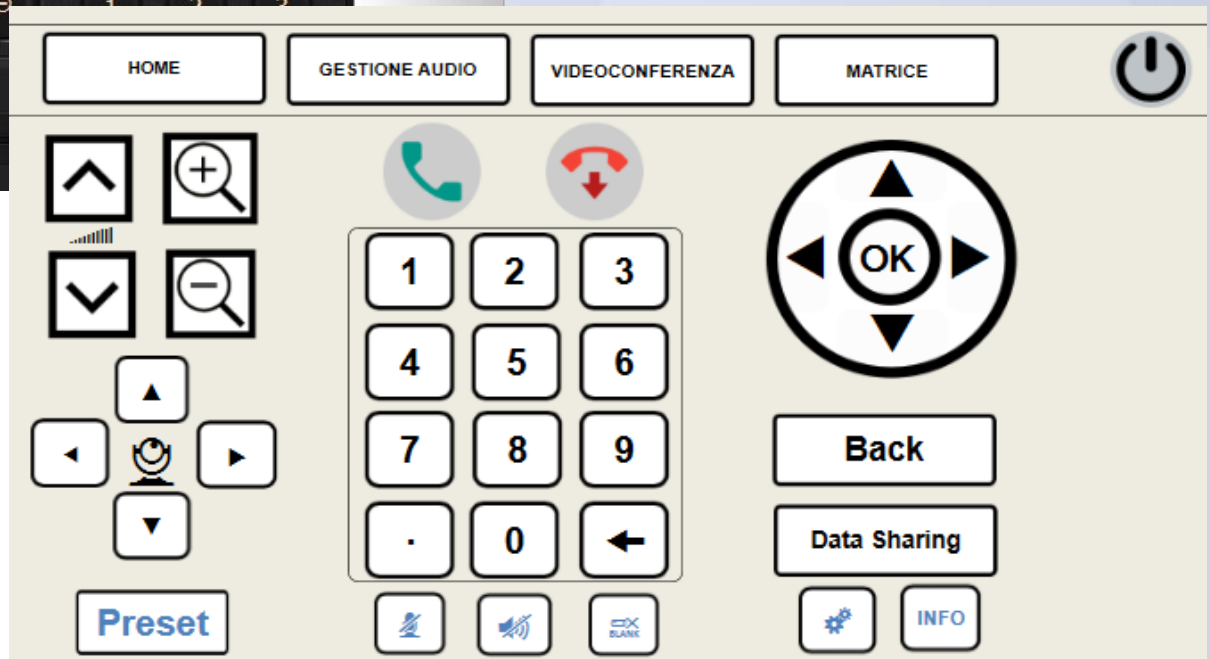 HOME
GESTIONE AUDIO
VIDEOCONFERENZA
MATRICE
1 2 3
4 5 6
7 8 9
. 0
OK
Back
Data Sharing
Preset
BLANK
INFO